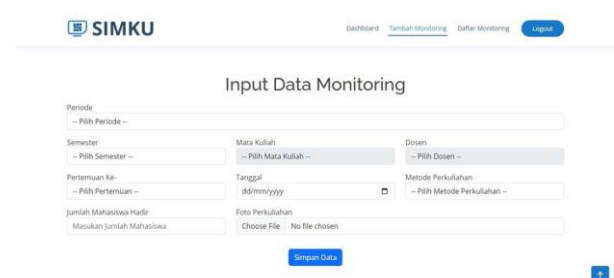 SIMKU
Dashboard Tambah Monitoring Daftar Monitoring Logout
Input Data Monitoring
Periode
-- Pilih Periode --
Semester Mata Kuliah Dosen
-- Pilih Semester -- -- Pilih Mata Kuliah -- -- Pilih Dosen --
Pertemuan Ke- Tanggal Metode Perkuliahan
-- Pilih Pertemuan -- dd/mm/yyyy -- Pilih Metode Perkuliahan --
Jumlah Mahasiswa Hadir Foto Perkuliahan
Masukan Jumlah Mahasiswa Choose File No file chosen
Simpan Data